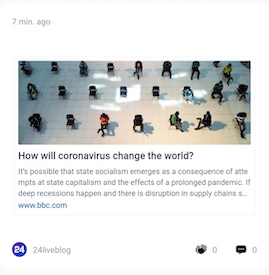 7 min. ago
How will coronavirus change the world?
It's possible that state socialism emerges as a consequence of atte
mpts at state capitalism and the effects of a prolonged pandemic. If
deep recessions happen and there is disruption in supply chains s...
www.bbc.com
24 24liveblog 0 0